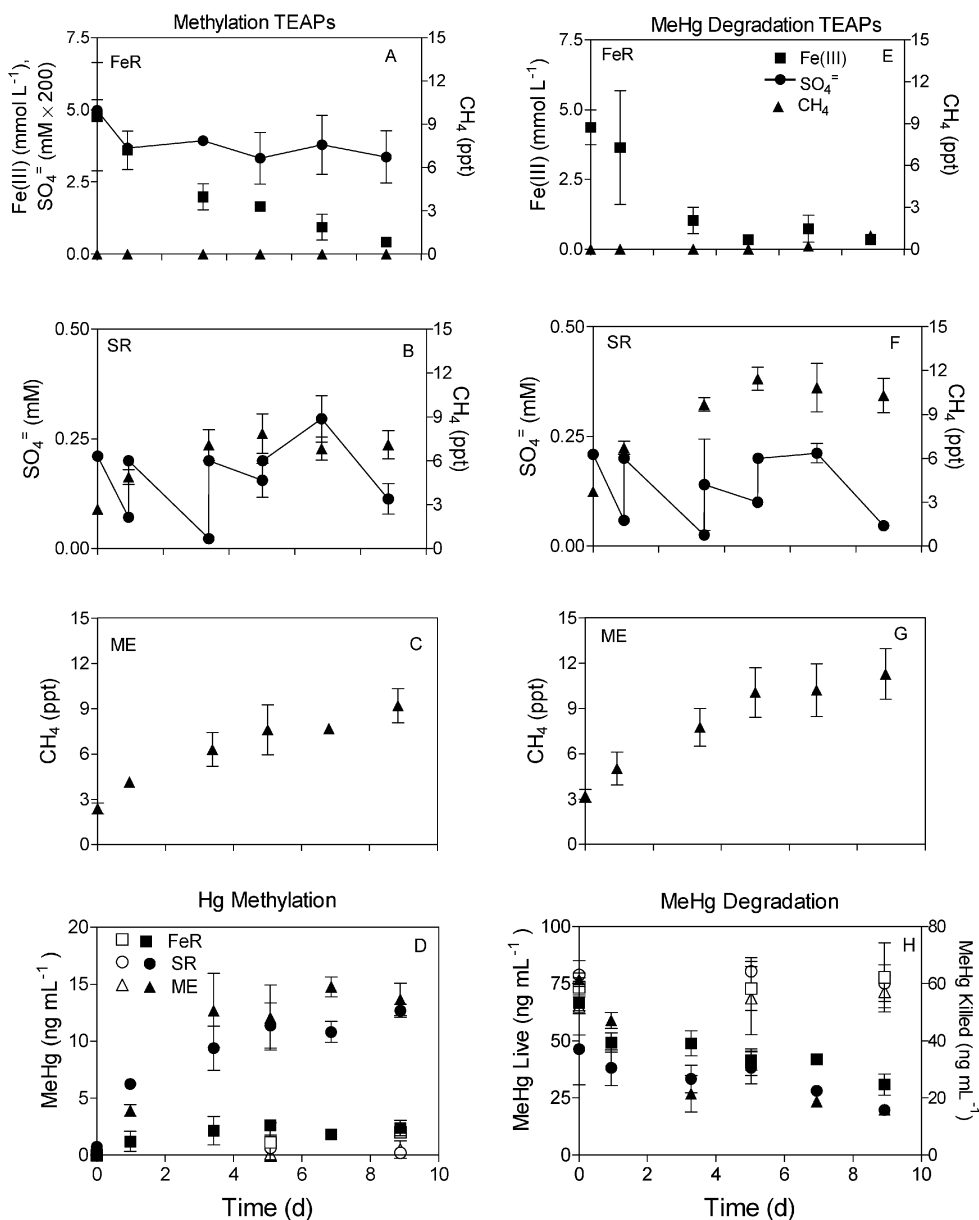 Methylation TEAPs
MeHg Degradation TEAPs
7.5
5.0
2.5
0.0
Fe(III) (mmol L⁻¹),
SO₄⁼ (mM × 200)
FeR
A
15
12
9
6
3
0
CH₄ (ppt)
7.5
5.0
2.5
0.0
Fe(III) (mmol L⁻¹)
FeR
E
Fe(III)
SO₄⁼
CH₄
15
12
9
6
3
0
CH₄ (ppt)
0.50
0.25
0.00
SO₄⁼ (mM)
SR
B
15
12
9
6
3
0
CH₄ (ppt)
0.50
0.25
0.00
SO₄⁼ (mM)
SR
F
15
12
9
6
3
0
CH₄ (ppt)
15
12
9
6
3
0
CH₄ (ppt)
ME
C
15
12
9
6
3
0
CH₄ (ppt)
ME
G
Hg Methylation
20
15
10
5
0
MeHg (ng mL⁻¹)
FeR
SR
ME
D
0 2 4 6 8 10
Time (d)
MeHg Degradation
100
75
50
25
MeHg Live (ng mL⁻¹)
H
80
60
40
20
0
MeHg Killed (ng mL⁻¹)
0 2 4 6 8 10
Time (d)